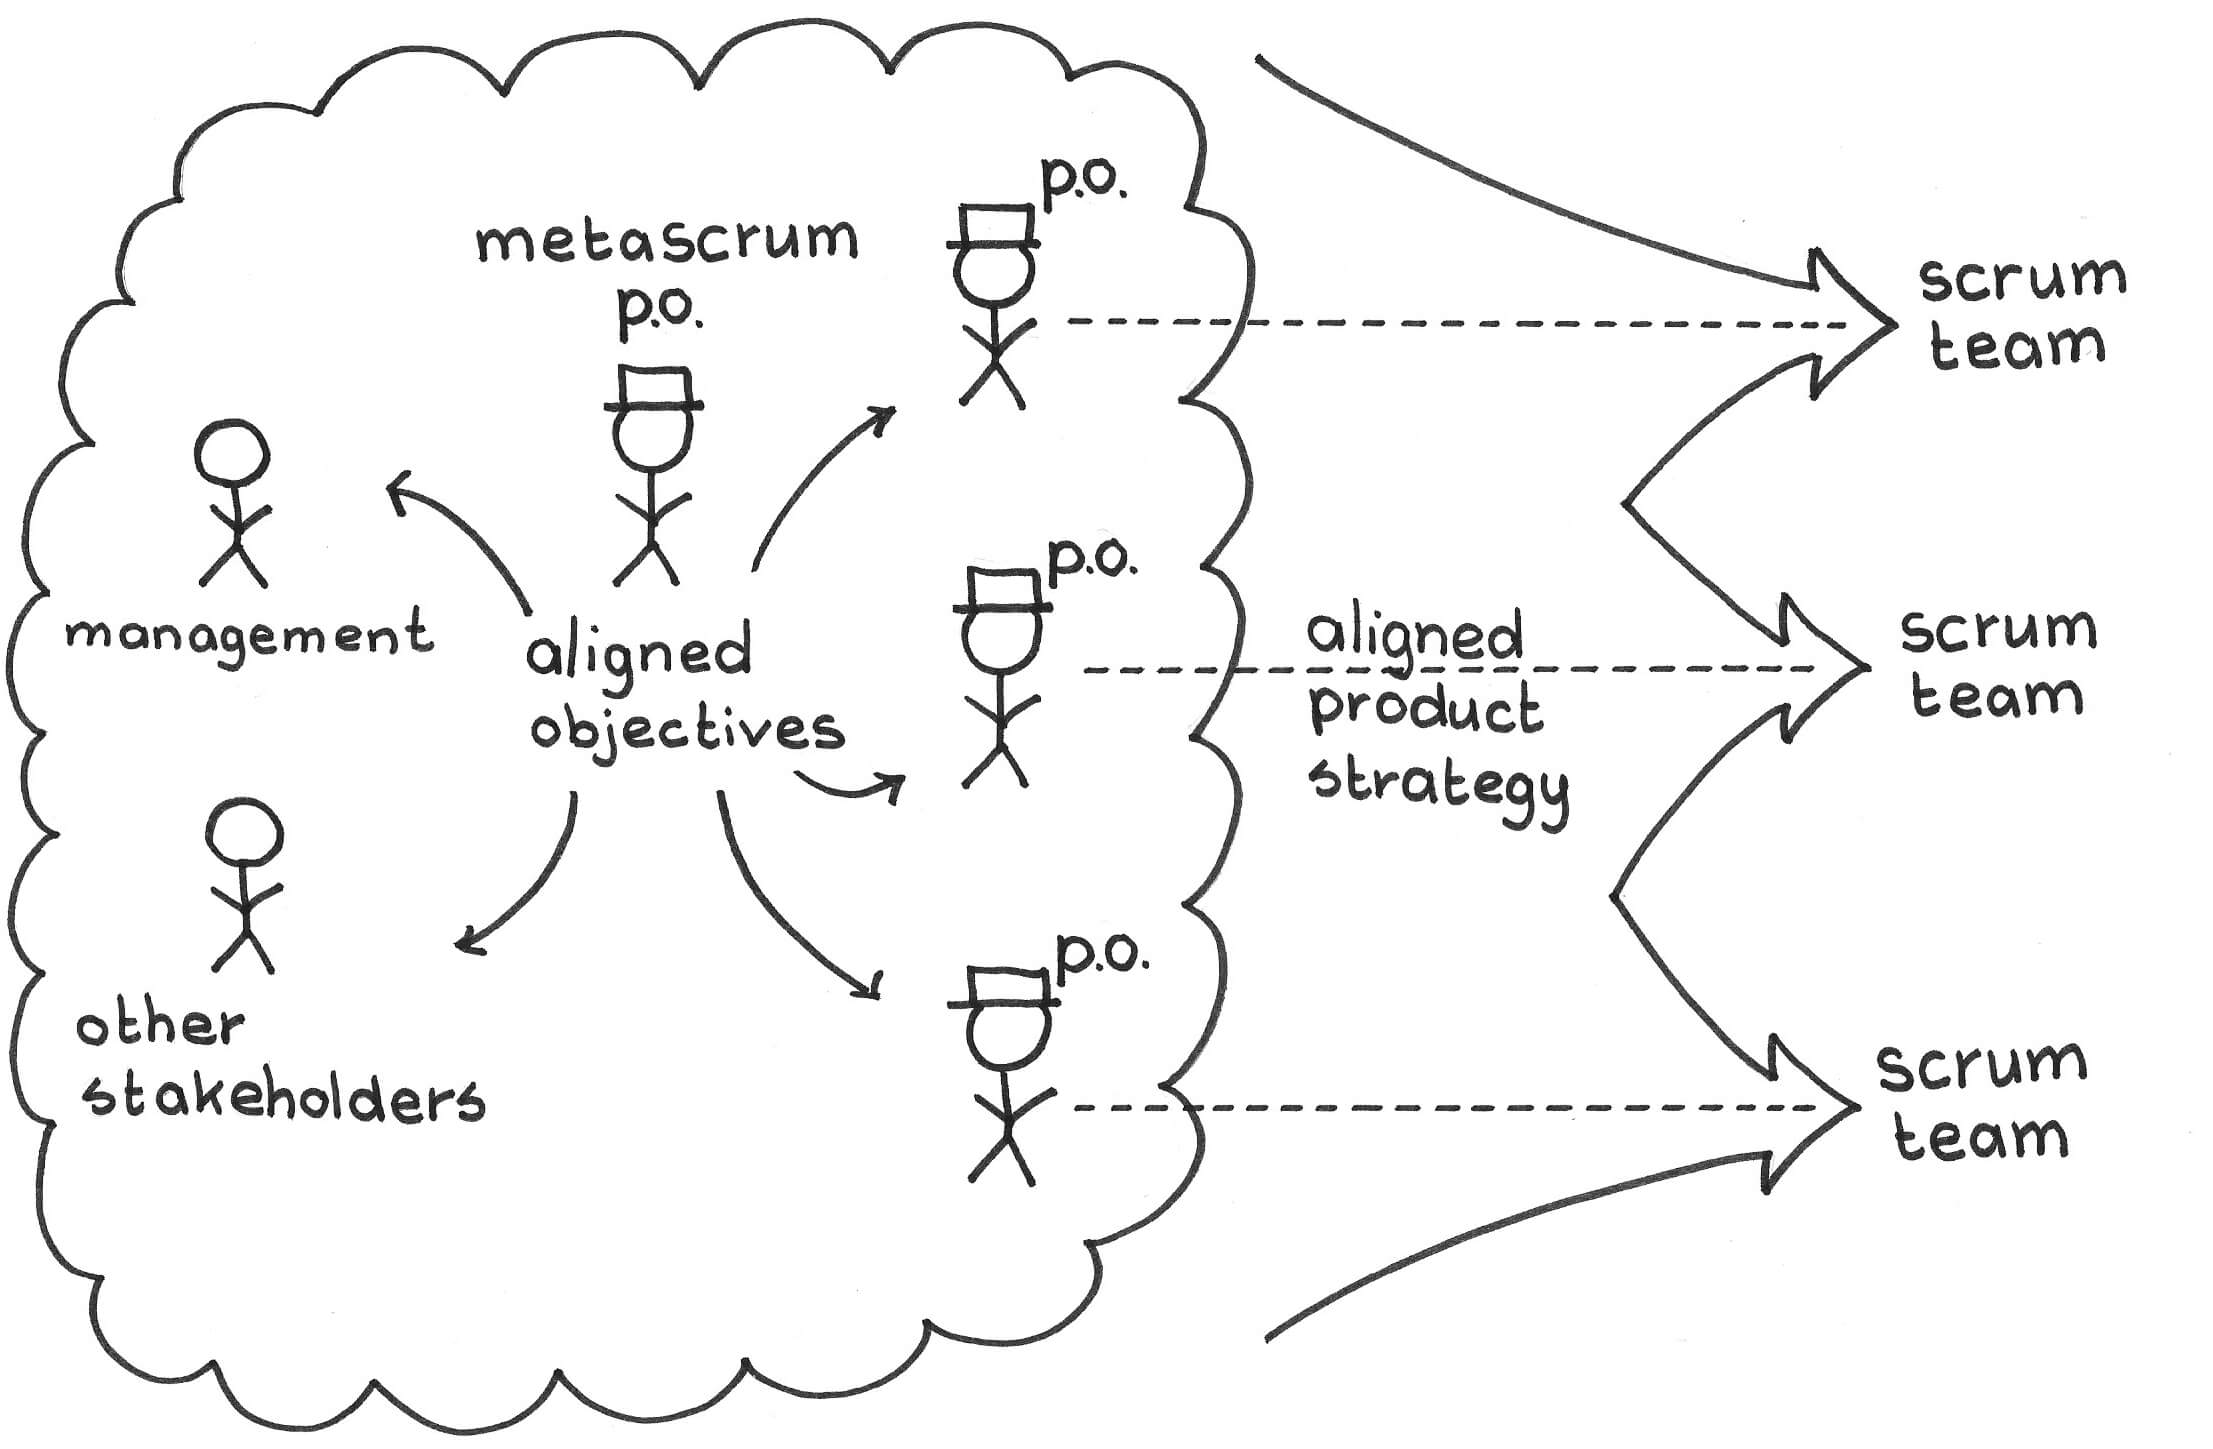 metascrum
p.o.
p.o.
p.o.
p.o.
management
aligned
objectives
other
stakeholders
aligned
product
strategy
scrum
team
scrum
team
scrum
team